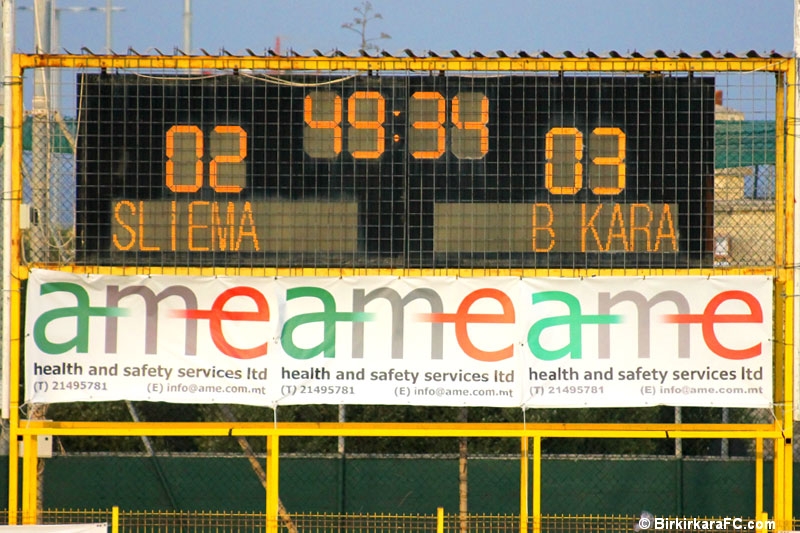 49:34
02 03
SLIEMA B KARA
ame ame ame
health and safety services ltd health and safety services ltd health and safety services ltd
(T) 21495781 (E) info@ame.com.mt (T) 21495781 (E) info@ame.com.mt (T) 21495781 (E) info@ame.com.mt
© BirkirkaraFC.com